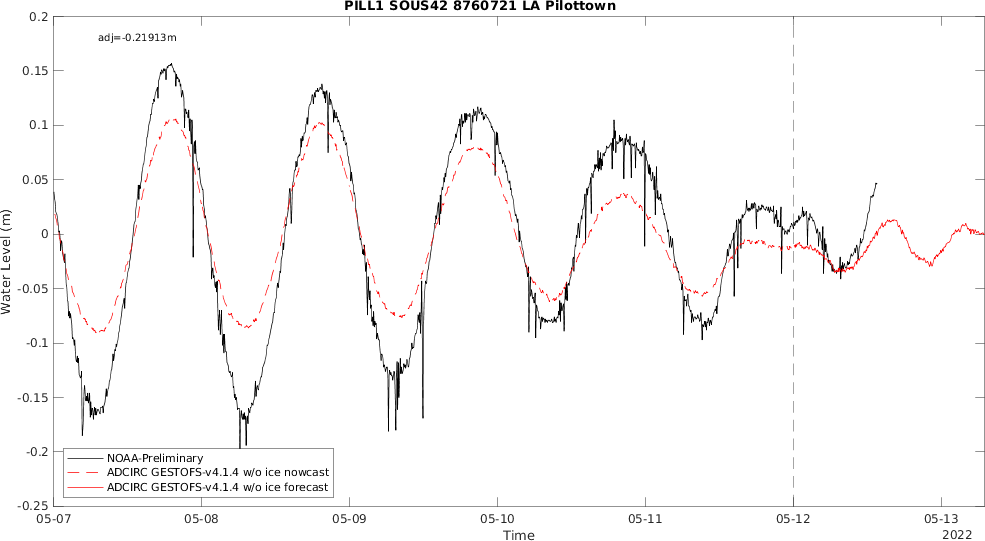 PILL1 SOUS42 8760721 LA Pilottown
adj=-0.21913m
0.2
0.15
0.1
0.05
0
-0.05
-0.1
-0.15
-0.2
-0.25
Water Level (m)
NOAA-Preliminary
ADCIRC GESTOFS-v4.1.4 w/o ice nowcast
ADCIRC GESTOFS-v4.1.4 w/o ice forecast
05-07 05-08 05-09 05-10 05-11 05-12 05-13
Time
2022